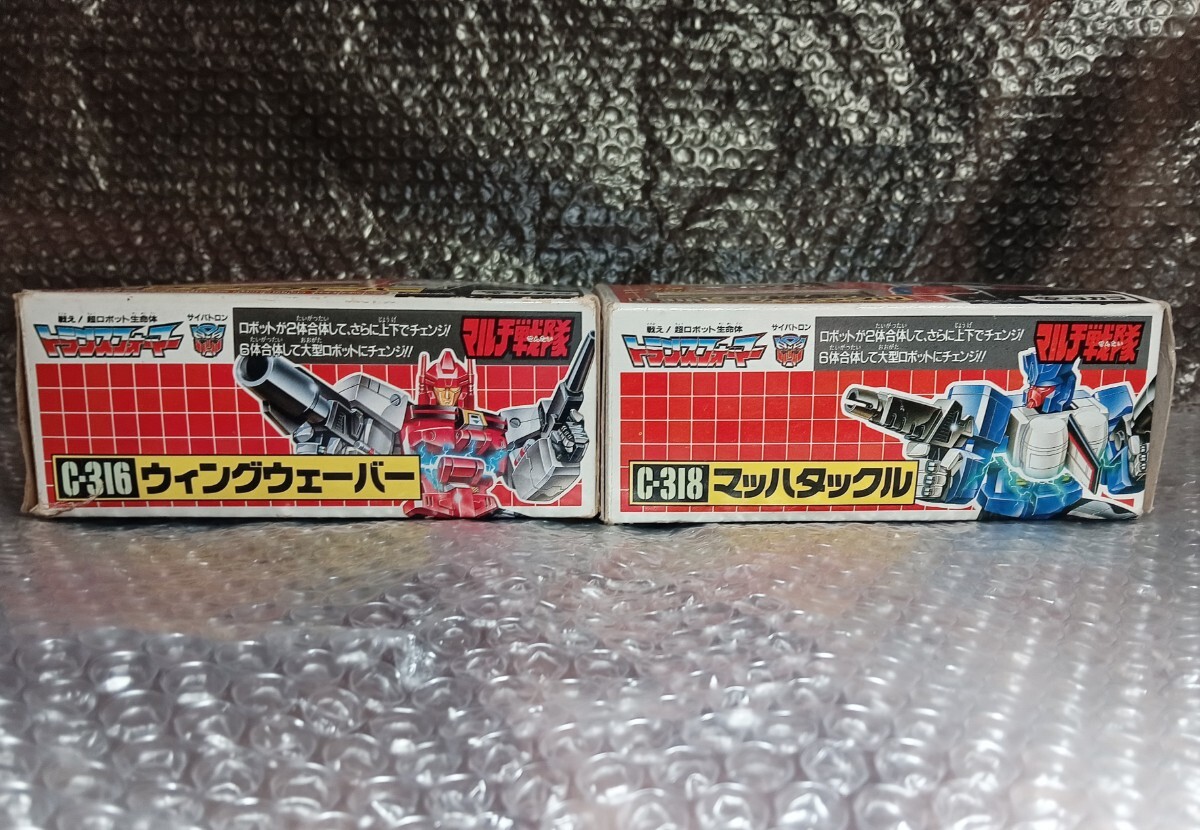 戦え!超ロボット生命体
トランスフォーマー
サイバトロン
ロボットが2体合体して、さらに上下でチェンジ!
6体合体して大型ロボットにチェンジ!!
マルチ戦隊
C-316 ウィングウェーバー
戦え!超ロボット生命体
トランスフォーマー
サイバトロン
ロボットが2体合体して、さらに上下でチェンジ!
6体合体して大型ロボットにチェンジ!!
マルチ戦隊
C-318 マッハタックル